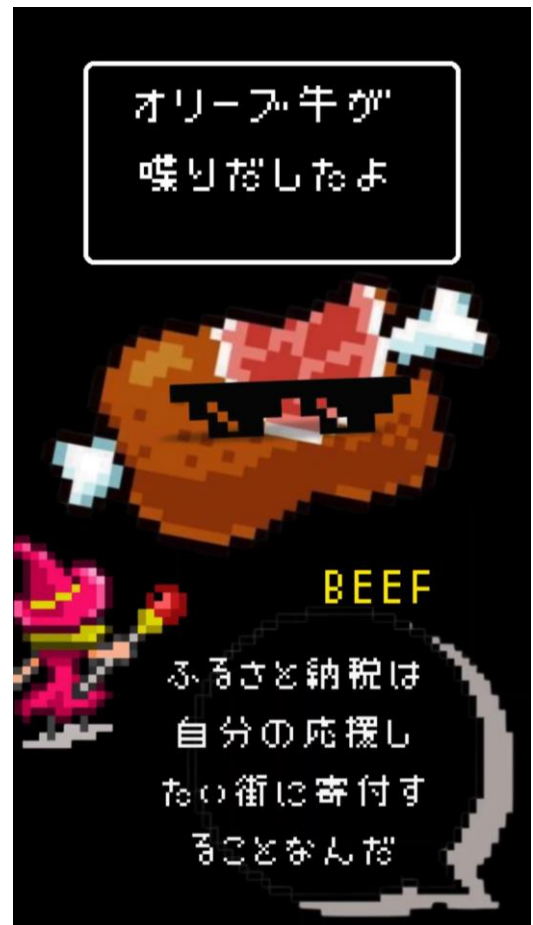 オリーブ牛が
喋りだしたよ
BEEF
ふるさと納税は
自分の応援し
たい街に寄付す
ることなんだ